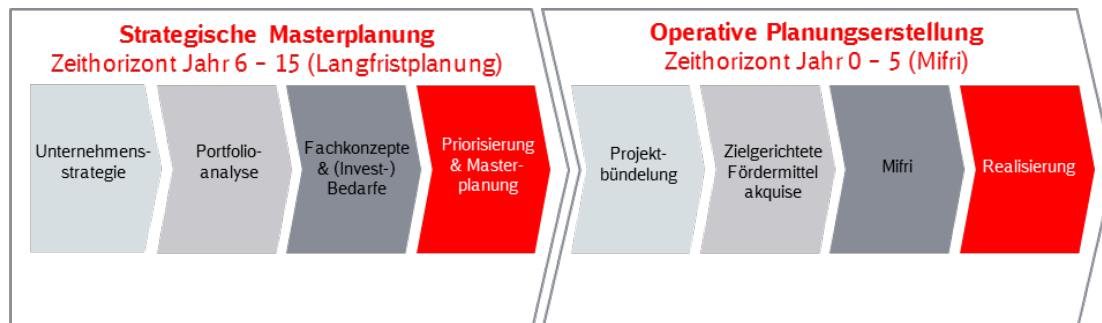 Strategische Masterplanung
Zeithorizont Jahr 6 – 15 (Langfristplanung)
Unternehmens-
strategie
Portfolio-
analyse
Fachkonzepte
& (Invest-)
Bedarfe
Priorisierung
& Master-
planung
Operative Planungserstellung
Zeithorizont Jahr 0 – 5 (Mifri)
Projekt-
bündelung
Zielgerichtete
Fördermittel
akquise
Mifri
Realisierung